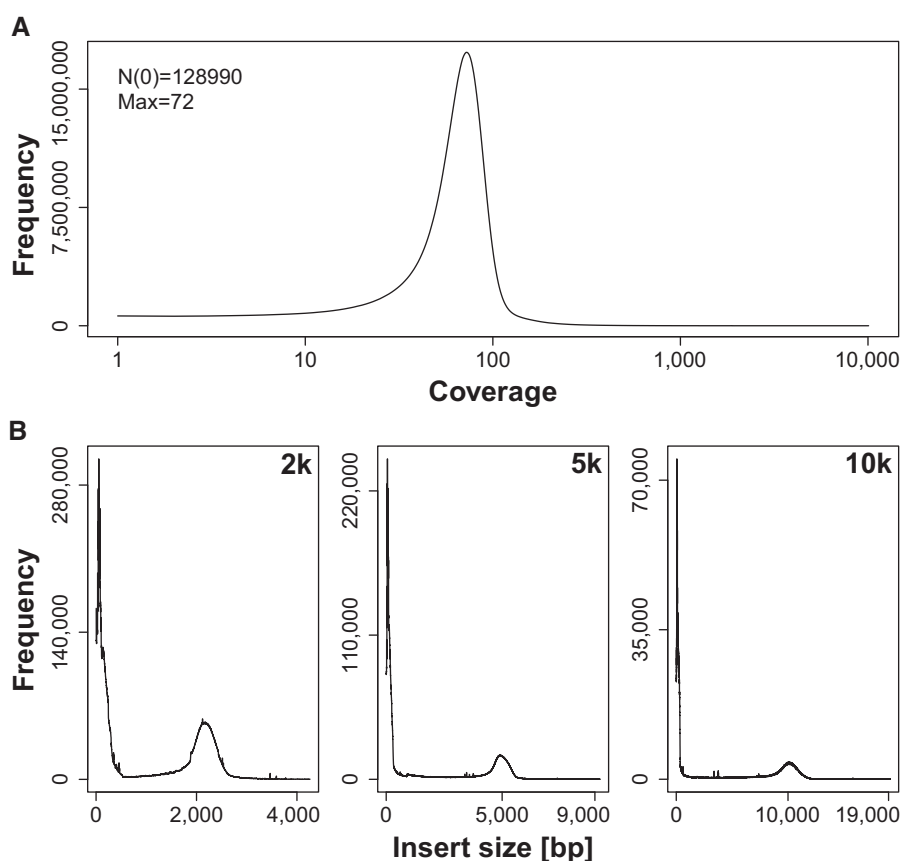 A
N(0)=128990
Max=72
Frequency
0
7,500,000
15,000,000
1
10
100
1,000
10,000
Coverage
B
Frequency
2k
0
140,000
280,000
0
2,000
4,000
5k
0
110,000
220,000
0
5,000
9,000
10k
0
35,000
70,000
0
10,000
19,000
Insert size [bp]